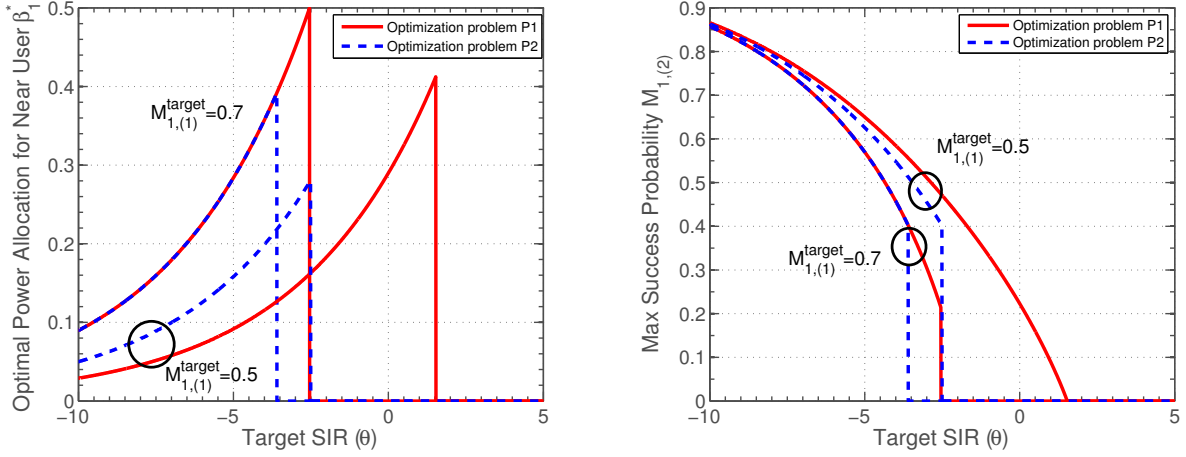 Optimal Power Allocation for Near User β₁*
0.5
0.4
0.3
0.2
0.1
0
−10
−5
0
5
Target SIR (θ)
Optimization problem P1
Optimization problem P2
M₁,₍₁₎^target=0.7
M₁,₍₁₎^target=0.5
Max Success Probability M₁,₍₂₎
0.9
0.8
0.7
0.6
0.5
0.4
0.3
0.2
0.1
0
−10
−5
0
5
Target SIR (θ)
Optimization problem P1
Optimization problem P2
M₁,₍₁₎^target=0.5
M₁,₍₁₎^target=0.7